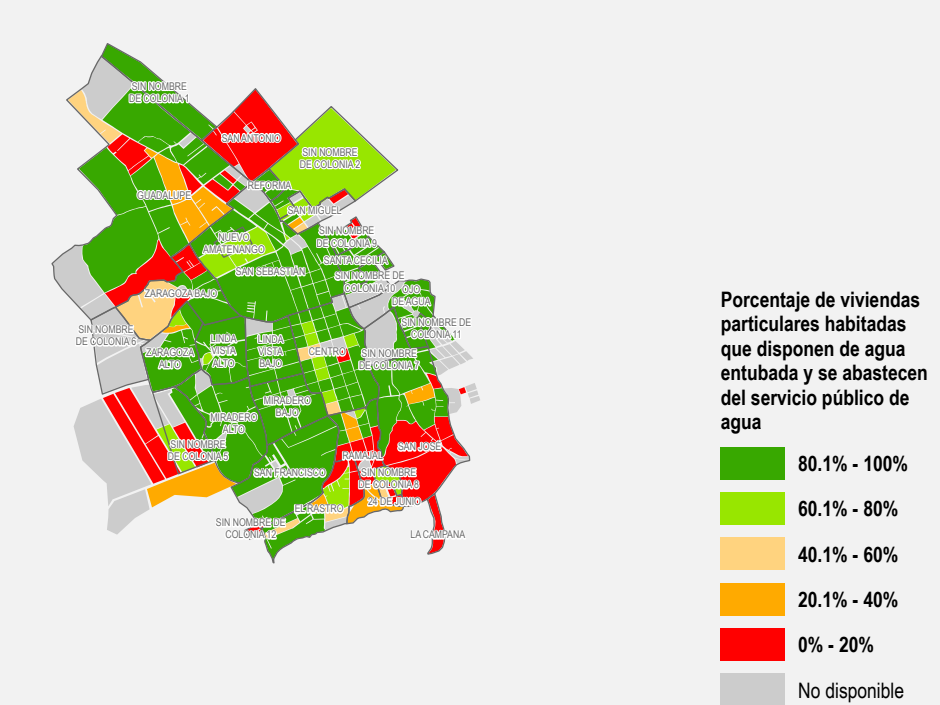 SIN NOMBRE
DE COLONIA 1
SAN ANTONIO
SIN NOMBRE
DE COLONIA 2
REFORMA
GUADALUPE
SAN MIGUEL
SIN NOMBRE
DE COLONIA 9
NUEVO
AMATENANGO
SANTA CECILIA
SAN SEBASTIÁN
SIN NOMBRE DE
COLONIA 10
OJO
DE AGUA
ZARAGOZA BAJO
SIN NOMBRE DE
COLONIA 11
SIN NOMBRE
DE COLONIA 6
LINDA
VISTA
ALTO
LINDA
VISTA
BAJO
ZARAGOZA
ALTO
CENTRO
SIN NOMBRE
DE COLONIA 7
MIRADERO
BAJO
MIRADERO
ALTO
SIN NOMBRE
DE COLONIA 5
SAN JOSE
RAMAJAL
SAN FRANCISCO
SIN NOMBRE
DE COLONIA 8
24 DE JUNIO
EL RASTRO
SIN NOMBRE DE
COLONIA 12
LA CAMPANA
Porcentaje de viviendas
particulares habitadas
que disponen de agua
entubada y se abastecen
del servicio público de
agua
80.1% - 100%
60.1% - 80%
40.1% - 60%
20.1% - 40%
0% - 20%
No disponible